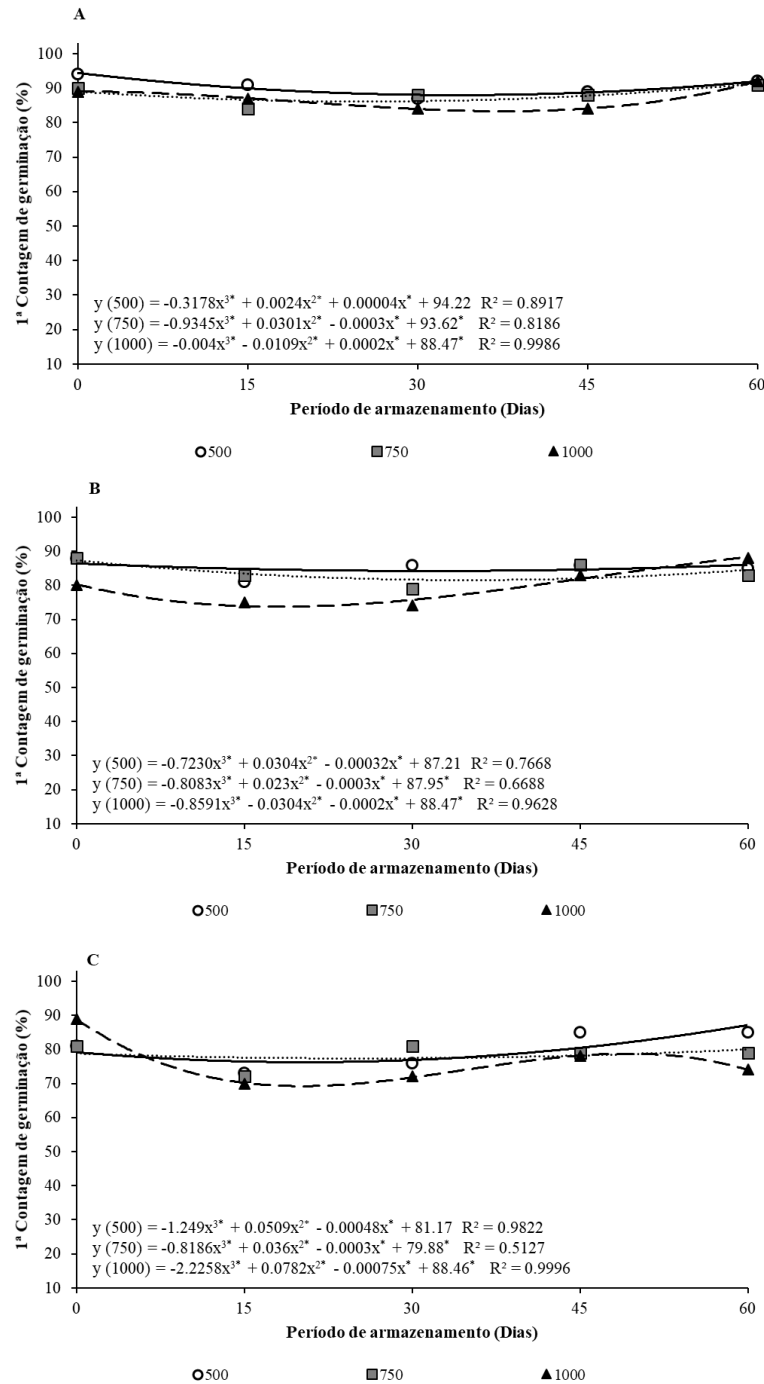 A
1ª Contagem de germinação (%)
100
90
80
70
60
50
40
30
20
10
y (500) = -0.3178x³* + 0.0024x²* + 0.00004x* + 94.22 R² = 0.8917
y (750) = -0.9345x³* + 0.0301x²* - 0.0003x* + 93.62* R² = 0.8186
y (1000) = -0.004x³* - 0.0109x²* + 0.0002x* + 88.47* R² = 0.9986
0 15 30 45 60
Período de armazenamento (Dias)
500 750 1000
B
1ª Contagem de germinação (%)
100
90
80
70
60
50
40
30
20
10
y (500) = -0.7230x³* + 0.0304x²* - 0.00032x* + 87.21 R² = 0.7668
y (750) = -0.8083x³* + 0.023x²* - 0.0003x* + 87.95* R² = 0.6688
y (1000) = -0.8591x³* - 0.0304x²* - 0.0002x* + 88.47* R² = 0.9628
0 15 30 45 60
Período de armazenamento (Dias)
500 750 1000
C
1ª Contagem de germinação (%)
100
90
80
70
60
50
40
30
20
10
y (500) = -1.249x³* + 0.0509x²* - 0.00048x* + 81.17 R² = 0.9822
y (750) = -0.8186x³* + 0.036x²* - 0.0003x* + 79.88* R² = 0.5127
y (1000) = -2.2258x³* + 0.0782x²* - 0.00075x* + 88.46* R² = 0.9996
0 15 30 45 60
Período de armazenamento (Dias)
500 750 1000